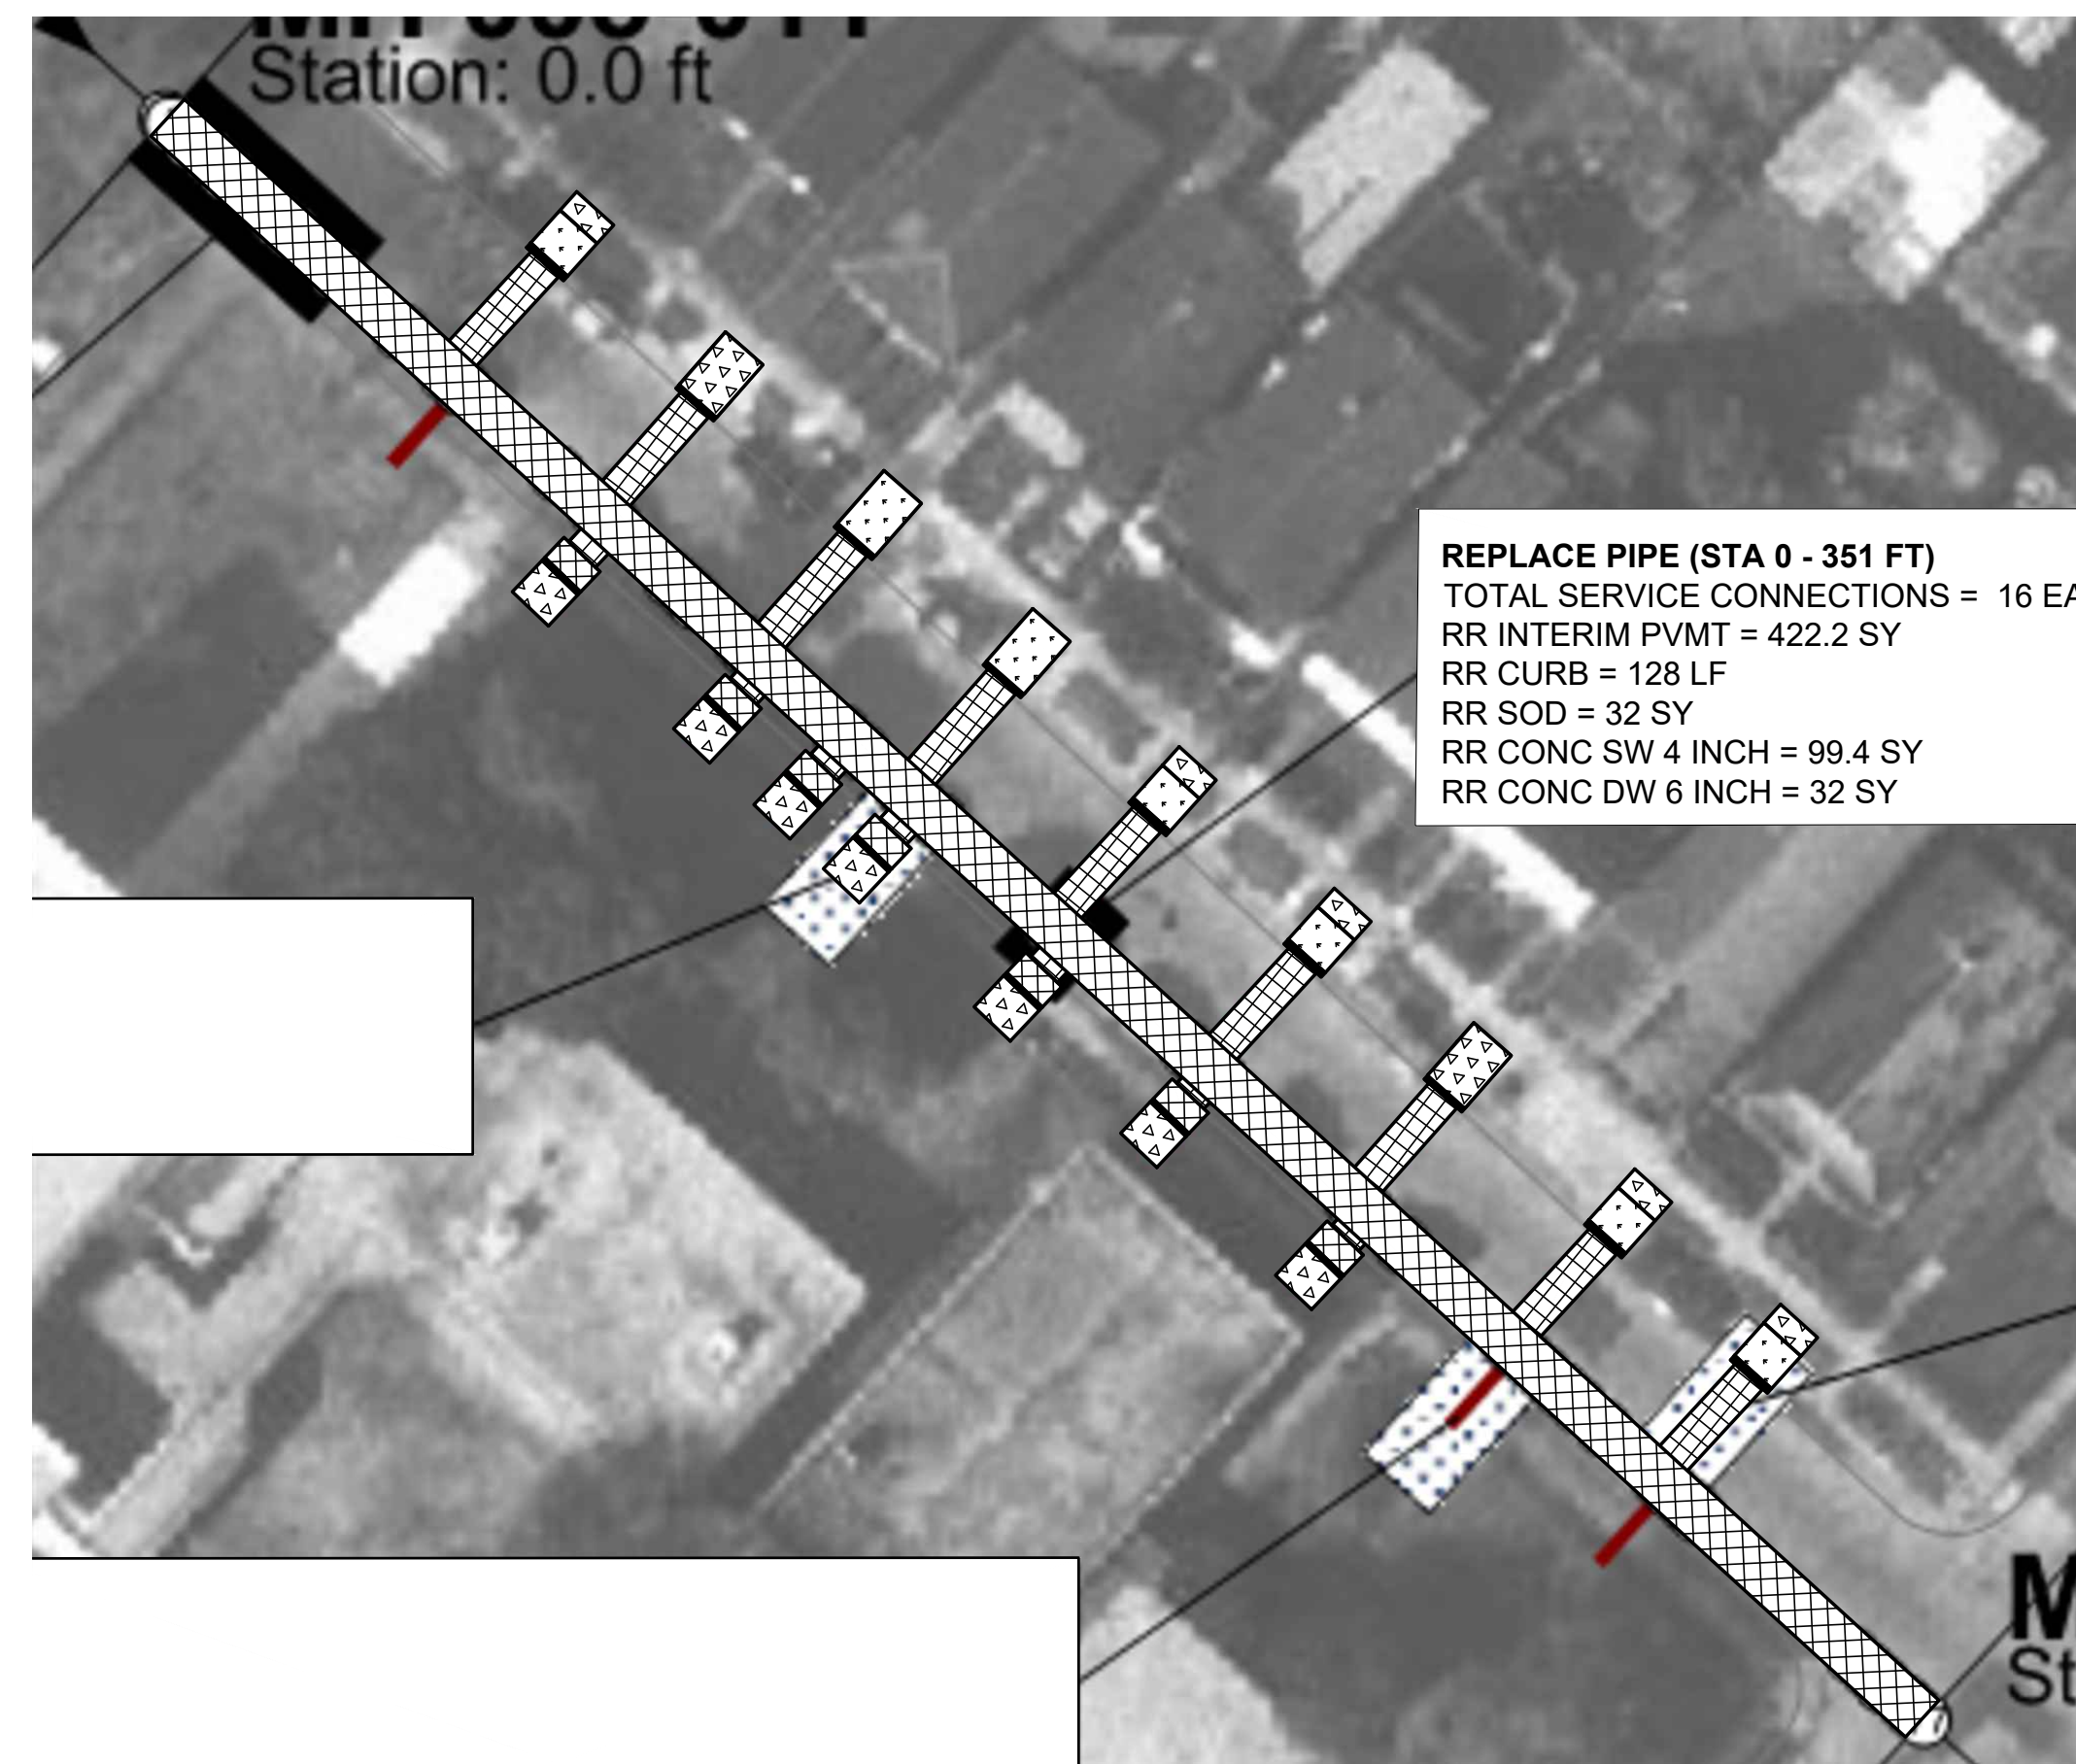 Station: 0.0 ft
REPLACE PIPE (STA 0 - 351 FT)
TOTAL SERVICE CONNECTIONS = 16 EA
RR INTERIM PVMT = 422.2 SY
RR CURB = 128 LF
RR SOD = 32 SY
RR CONC SW 4 INCH = 99.4 SY
RR CONC DW 6 INCH = 32 SY
M
St